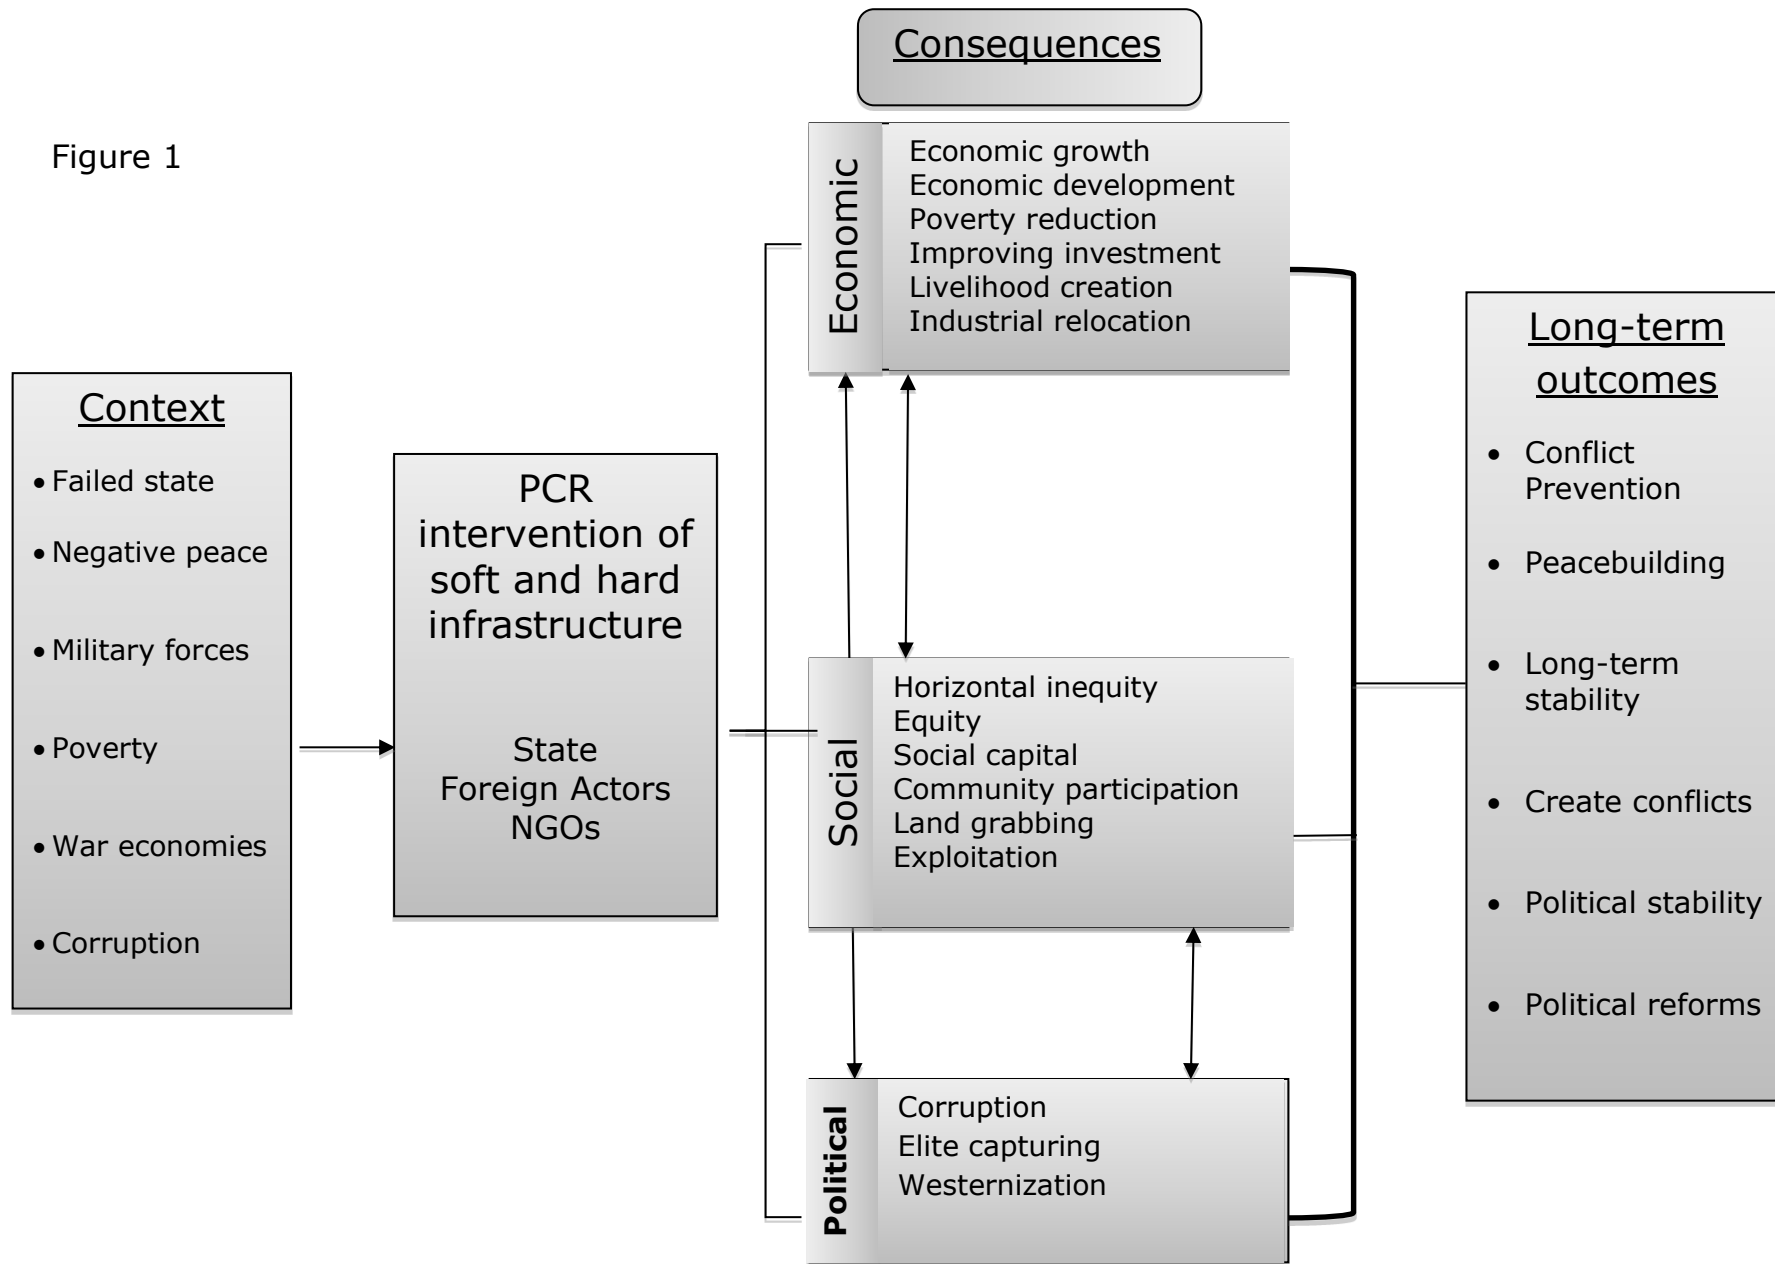 Consequences
Figure 1
Context
• Failed state
• Negative peace
• Military forces
• Poverty
• War economies
• Corruption
PCR
intervention of
soft and hard
infrastructure
State
Foreign Actors
NGOs
Economic
Economic growth
Economic development
Poverty reduction
Improving investment
Livelihood creation
Industrial relocation
Social
Horizontal inequity
Equity
Social capital
Community participation
Land grabbing
Exploitation
Political
Corruption
Elite capturing
Westernization
Long-term
outcomes
• Conflict
Prevention
• Peacebuilding
• Long-term
stability
• Create conflicts
• Political stability
• Political reforms